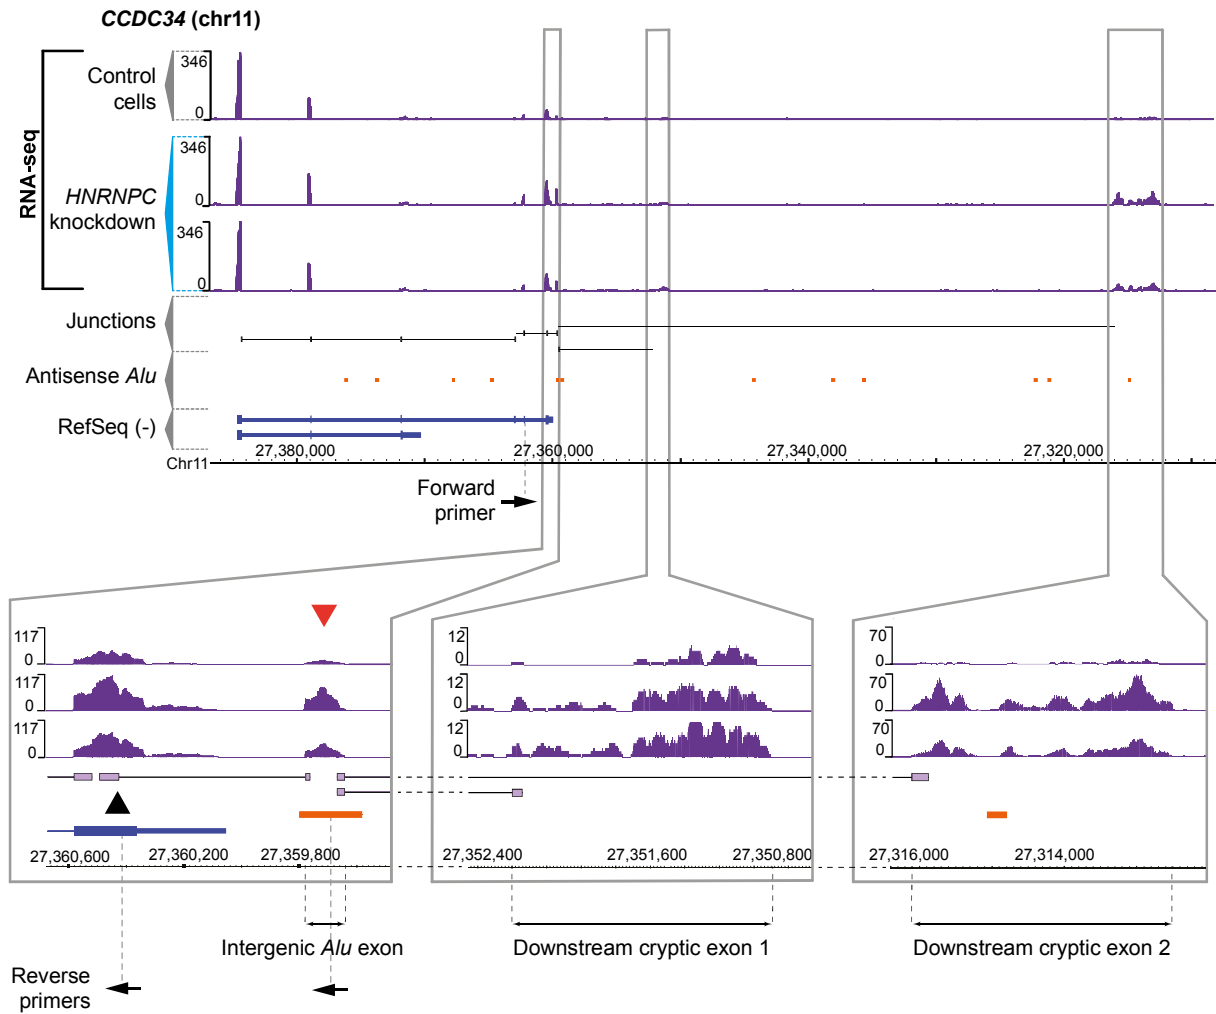 CCDC34 (chr11)
RNA-seq
Control
cells
346
0
HNRNPC
knockdown
346
0
346
0
Junctions
Antisense Alu
RefSeq (-)
Chr11
27,380,000
27,360,000
27,340,000
27,320,000
Forward
primer
117
0
117
0
117
0
27,360,600
27,360,200
27,359,800
12
0
12
0
12
0
27,352,400
27,351,600
27,350,800
70
0
70
0
70
0
27,316,000
27,314,000
Intergenic Alu exon
Downstream cryptic exon 1
Downstream cryptic exon 2
Reverse
primers